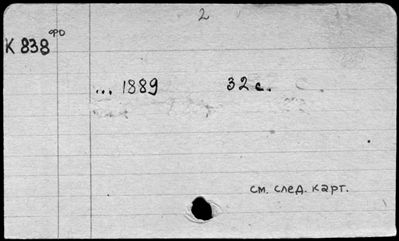 2
К 838 фо
... 1889 32 с.
см. след. карт.